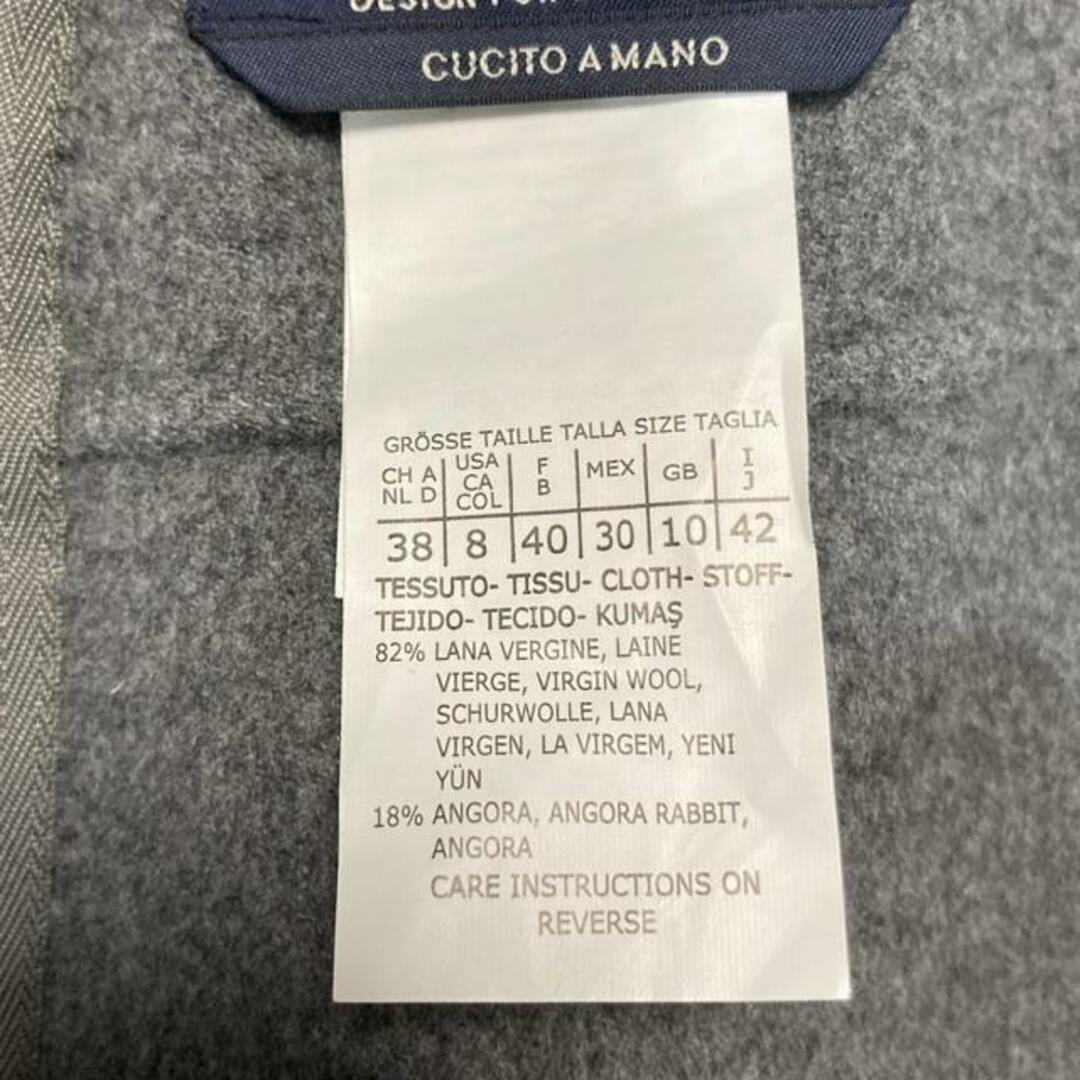 DESIGN
CUCITO A MANO
GRÖSSE TAILLE TALLA SIZE TAGLIA
CH A USA F MEX GB I
NL D CA B J
COL
38 8 40 30 10 42
TESSUTO- TISSU- CLOTH- STOFF-
TEJIDO- TECIDO- KUMAŞ
82% LANA VERGINE, LAINE
VIERGE, VIRGIN WOOL,
SCHURWOLLE, LANA
VIRGEN, LA VIRGEM, YENI
YÜN
18% ANGORA, ANGORA RABBIT,
ANGORA
CARE INSTRUCTIONS ON
REVERSE